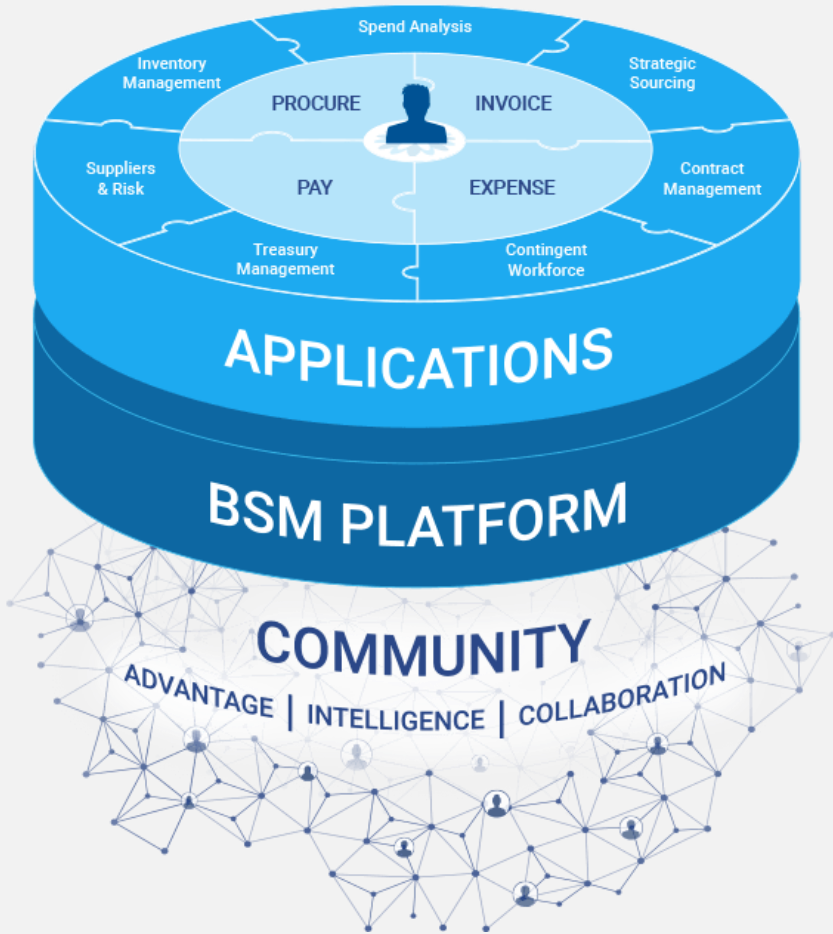 Spend Analysis
Inventory
Management
Strategic
Sourcing
PROCURE
INVOICE
Suppliers
& Risk
Contract
Management
PAY
EXPENSE
Treasury
Management
Contingent
Workforce
APPLICATIONS
BSM PLATFORM
COMMUNITY
ADVANTAGE | INTELLIGENCE | COLLABORATION